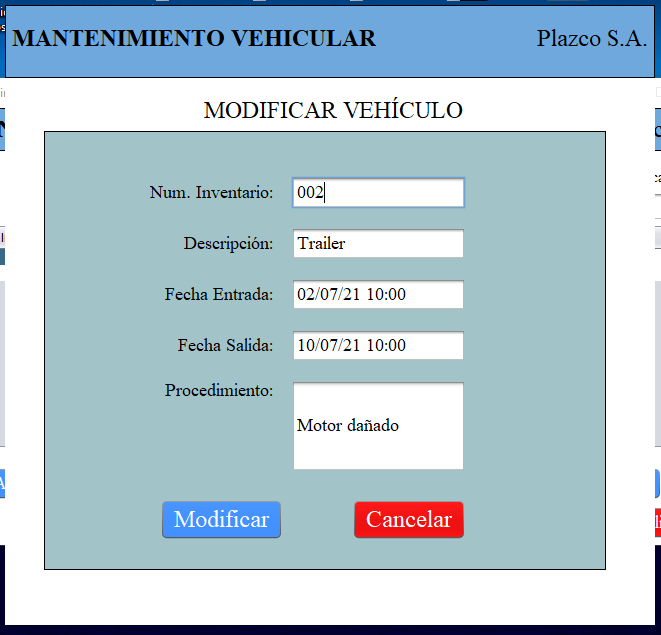 MANTENIMIENTO VEHICULAR Plazco S.A.
MODIFICAR VEHÍCULO
Num. Inventario: 002
Descripción: Trailer
Fecha Entrada: 02/07/21 10:00
Fecha Salida: 10/07/21 10:00
Procedimiento:
Motor dañado
Modificar Cancelar